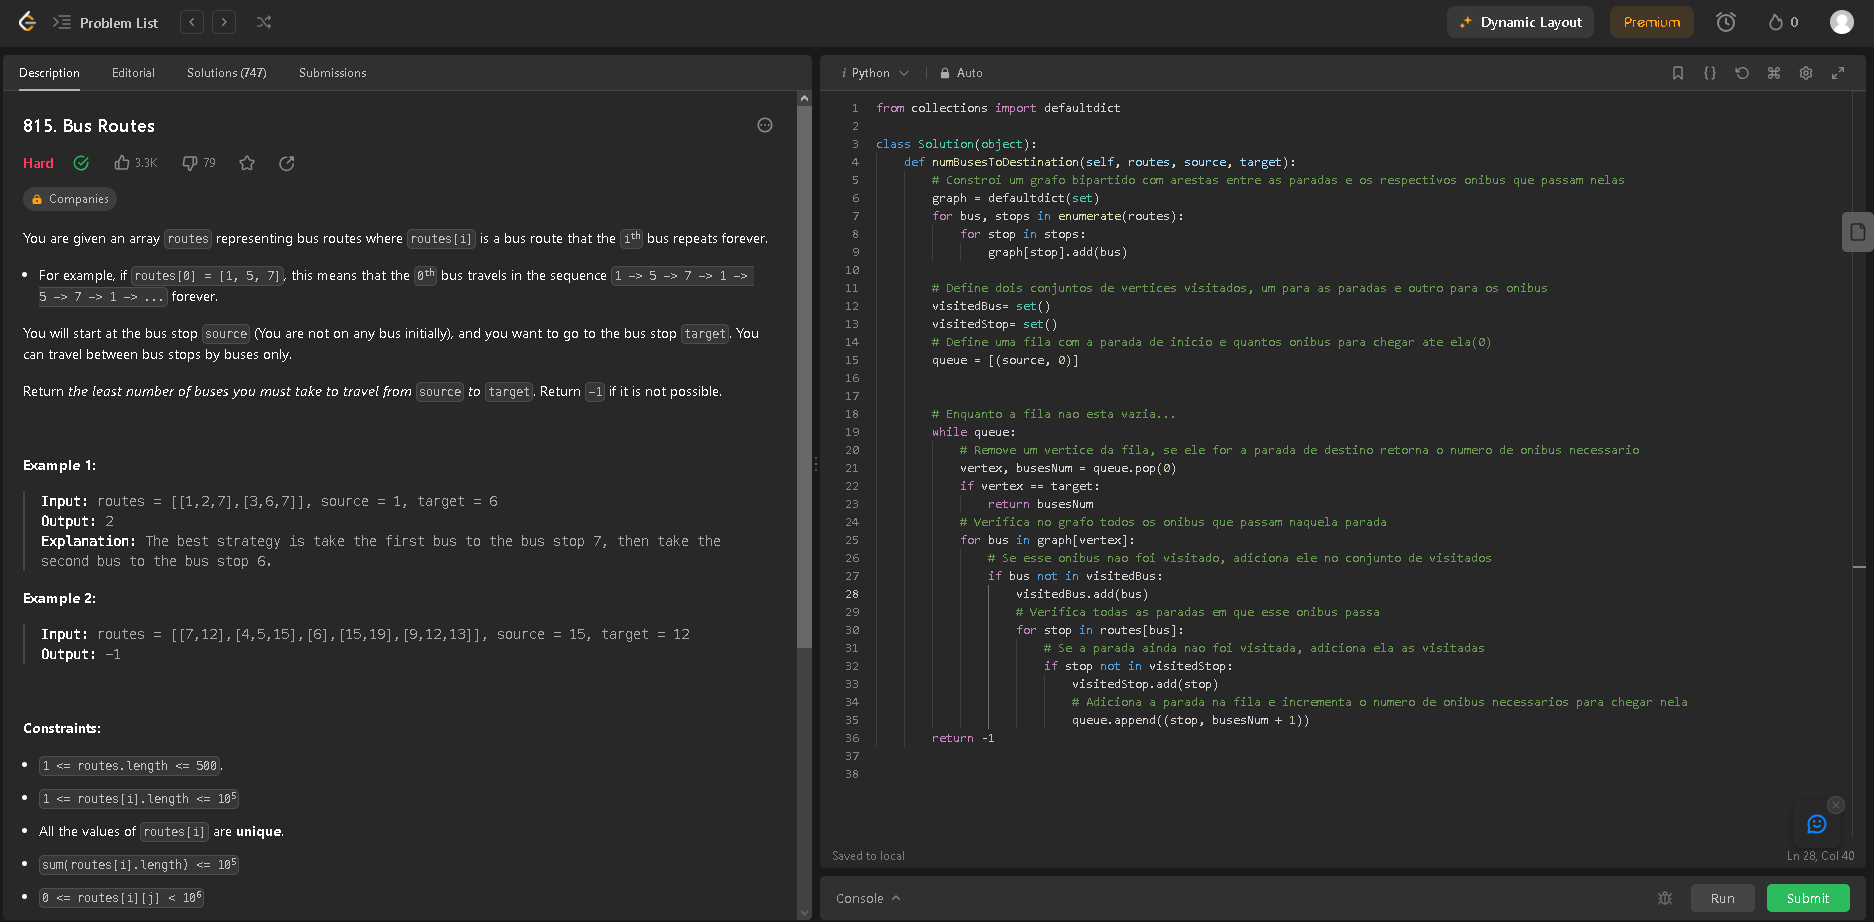 Problem List
Dynamic Layout
Premium
0
Description
Editorial
Solutions (747)
Submissions
815. Bus Routes
Hard
3.3K
79
Companies
You are given an array routes representing bus routes where routes[i] is a bus route that the ith bus repeats forever.
• For example, if routes[0] = [1, 5, 7], this means that the 0th bus travels in the sequence 1 -> 5 -> 7 -> 1 ->
5 -> 7 -> 1 -> ... forever.
You will start at the bus stop source (You are not on any bus initially), and you want to go to the bus stop target. You
can travel between bus stops by buses only.
Return the least number of buses you must take to travel from source to target. Return -1 if it is not possible.
Example 1:
Input: routes = [[1,2,7],[3,6,7]], source = 1, target = 6
Output: 2
Explanation: The best strategy is take the first bus to the bus stop 7, then take the
second bus to the bus stop 6.
Example 2:
Input: routes = [[7,12],[4,5,15],[6],[15,19],[9,12,13]], source = 15, target = 12
Output: -1
Constraints:
• 1 <= routes.length <= 500.
• 1 <= routes[i].length <= 10^5
• All the values of routes[i] are unique.
• sum(routes[i].length) <= 10^5
• 0 <= routes[i][j] < 10^6
i Python
Auto
1 from collections import defaultdict
2
3 class Solution(object):
4 def numBusesToDestination(self, routes, source, target):
5 # Constroi um grafo bipartido com arestas entre as paradas e os respectivos onibus que passam nelas
6 graph = defaultdict(set)
7 for bus, stops in enumerate(routes):
8 for stop in stops:
9 graph[stop].add(bus)
10
11 # Define dois conjuntos de vertices visitados, um para as paradas e outro para os onibus
12 visitedBus= set()
13 visitedStop= set()
14 # Define uma fila com a parada de inicio e quantos onibus para chegar ate ela(0)
15 queue = [(source, 0)]
16
17
18 # Enquanto a fila nao esta vazia...
19 while queue:
20 # Remove um vertice da fila, se ele for a parada de destino retorna o numero de onibus necessario
21 vertex, busesNum = queue.pop(0)
22 if vertex == target:
23 return busesNum
24 # Verifica no grafo todos os onibus que passam naquela parada
25 for bus in graph[vertex]:
26 # Se esse onibus nao foi visitado, adiciona ele no conjunto de visitados
27 if bus not in visitedBus:
28 visitedBus.add(bus)
29 # Verifica todas as paradas em que esse onibus passa
30 for stop in routes[bus]:
31 # Se a parada ainda nao foi visitada, adiciona ela as visitadas
32 if stop not in visitedStop:
33 visitedStop.add(stop)
34 # Adiciona a parada na fila e incrementa o numero de onibus necessarios para chegar nela
35 queue.append((stop, busesNum + 1))
36 return -1
37
38
Saved to local
Ln 28, Col 40
Console
Run
Submit